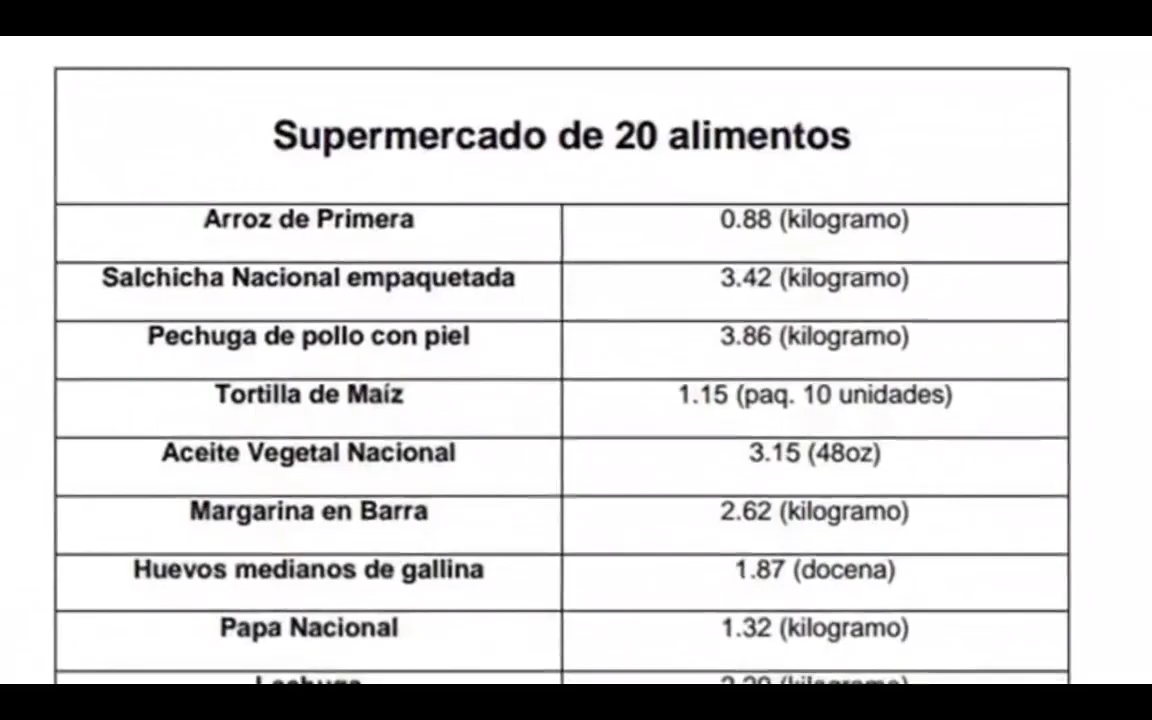 Supermercado de 20 alimentos
Arroz de Primera 0.88 (kilogramo)
Salchicha Nacional empaquetada 3.42 (kilogramo)
Pechuga de pollo con piel 3.86 (kilogramo)
Tortilla de Maíz 1.15 (paq. 10 unidades)
Aceite Vegetal Nacional 3.15 (48oz)
Margarina en Barra 2.62 (kilogramo)
Huevos medianos de gallina 1.87 (docena)
Papa Nacional 1.32 (kilogramo)
Lechuga (kilogramo)